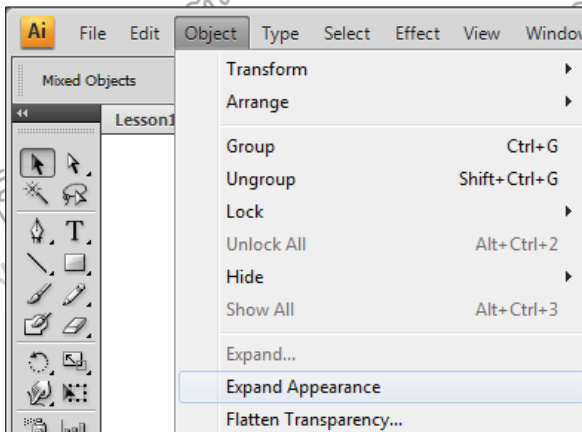 Ai File Edit Object Type Select Effect View Window
Mixed Objects
Lesson1
Transform
Arrange
Group Ctrl+G
Ungroup Shift+Ctrl+G
Lock
Unlock All Alt+Ctrl+2
Hide
Show All Alt+Ctrl+3
Expand...
Expand Appearance
Flatten Transparency...